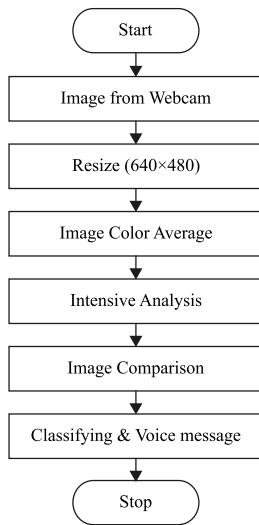 Start
Image from Webcam
Resize (640×480)
Image Color Average
Intensive Analysis
Image Comparison
Classifying & Voice message
Stop